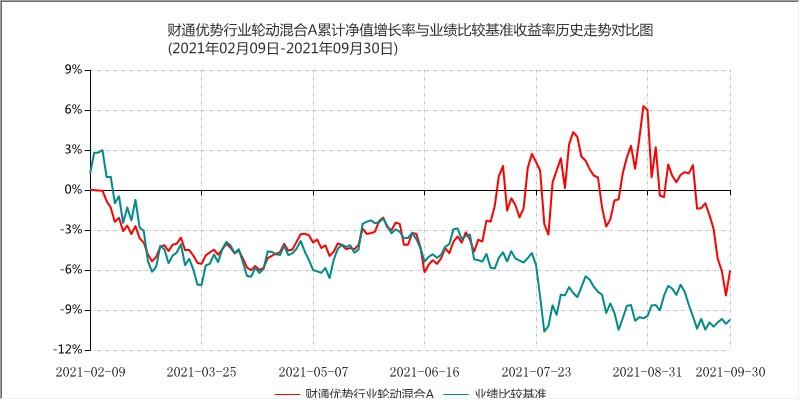 财通优势行业轮动混合A累计净值增长率与业绩比较基准收益率历史走势对比图
(2021年02月09日-2021年09月30日)
9%
6%
3%
0%
-3%
-6%
-9%
-12%
2021-02-09 2021-03-25 2021-05-07 2021-06-16 2021-07-23 2021-08-31 2021-09-30
财通优势行业轮动混合A 业绩比较基准